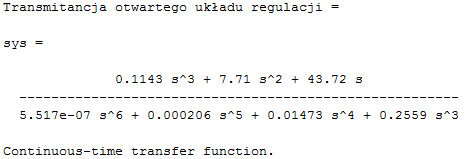 Transmitancja otwartego układu regulacji =
sys =
0.1143 s^3 + 7.71 s^2 + 43.72 s
-------------------------------------------------------
5.517e-07 s^6 + 0.000206 s^5 + 0.01473 s^4 + 0.2559 s^3
Continuous-time transfer function.